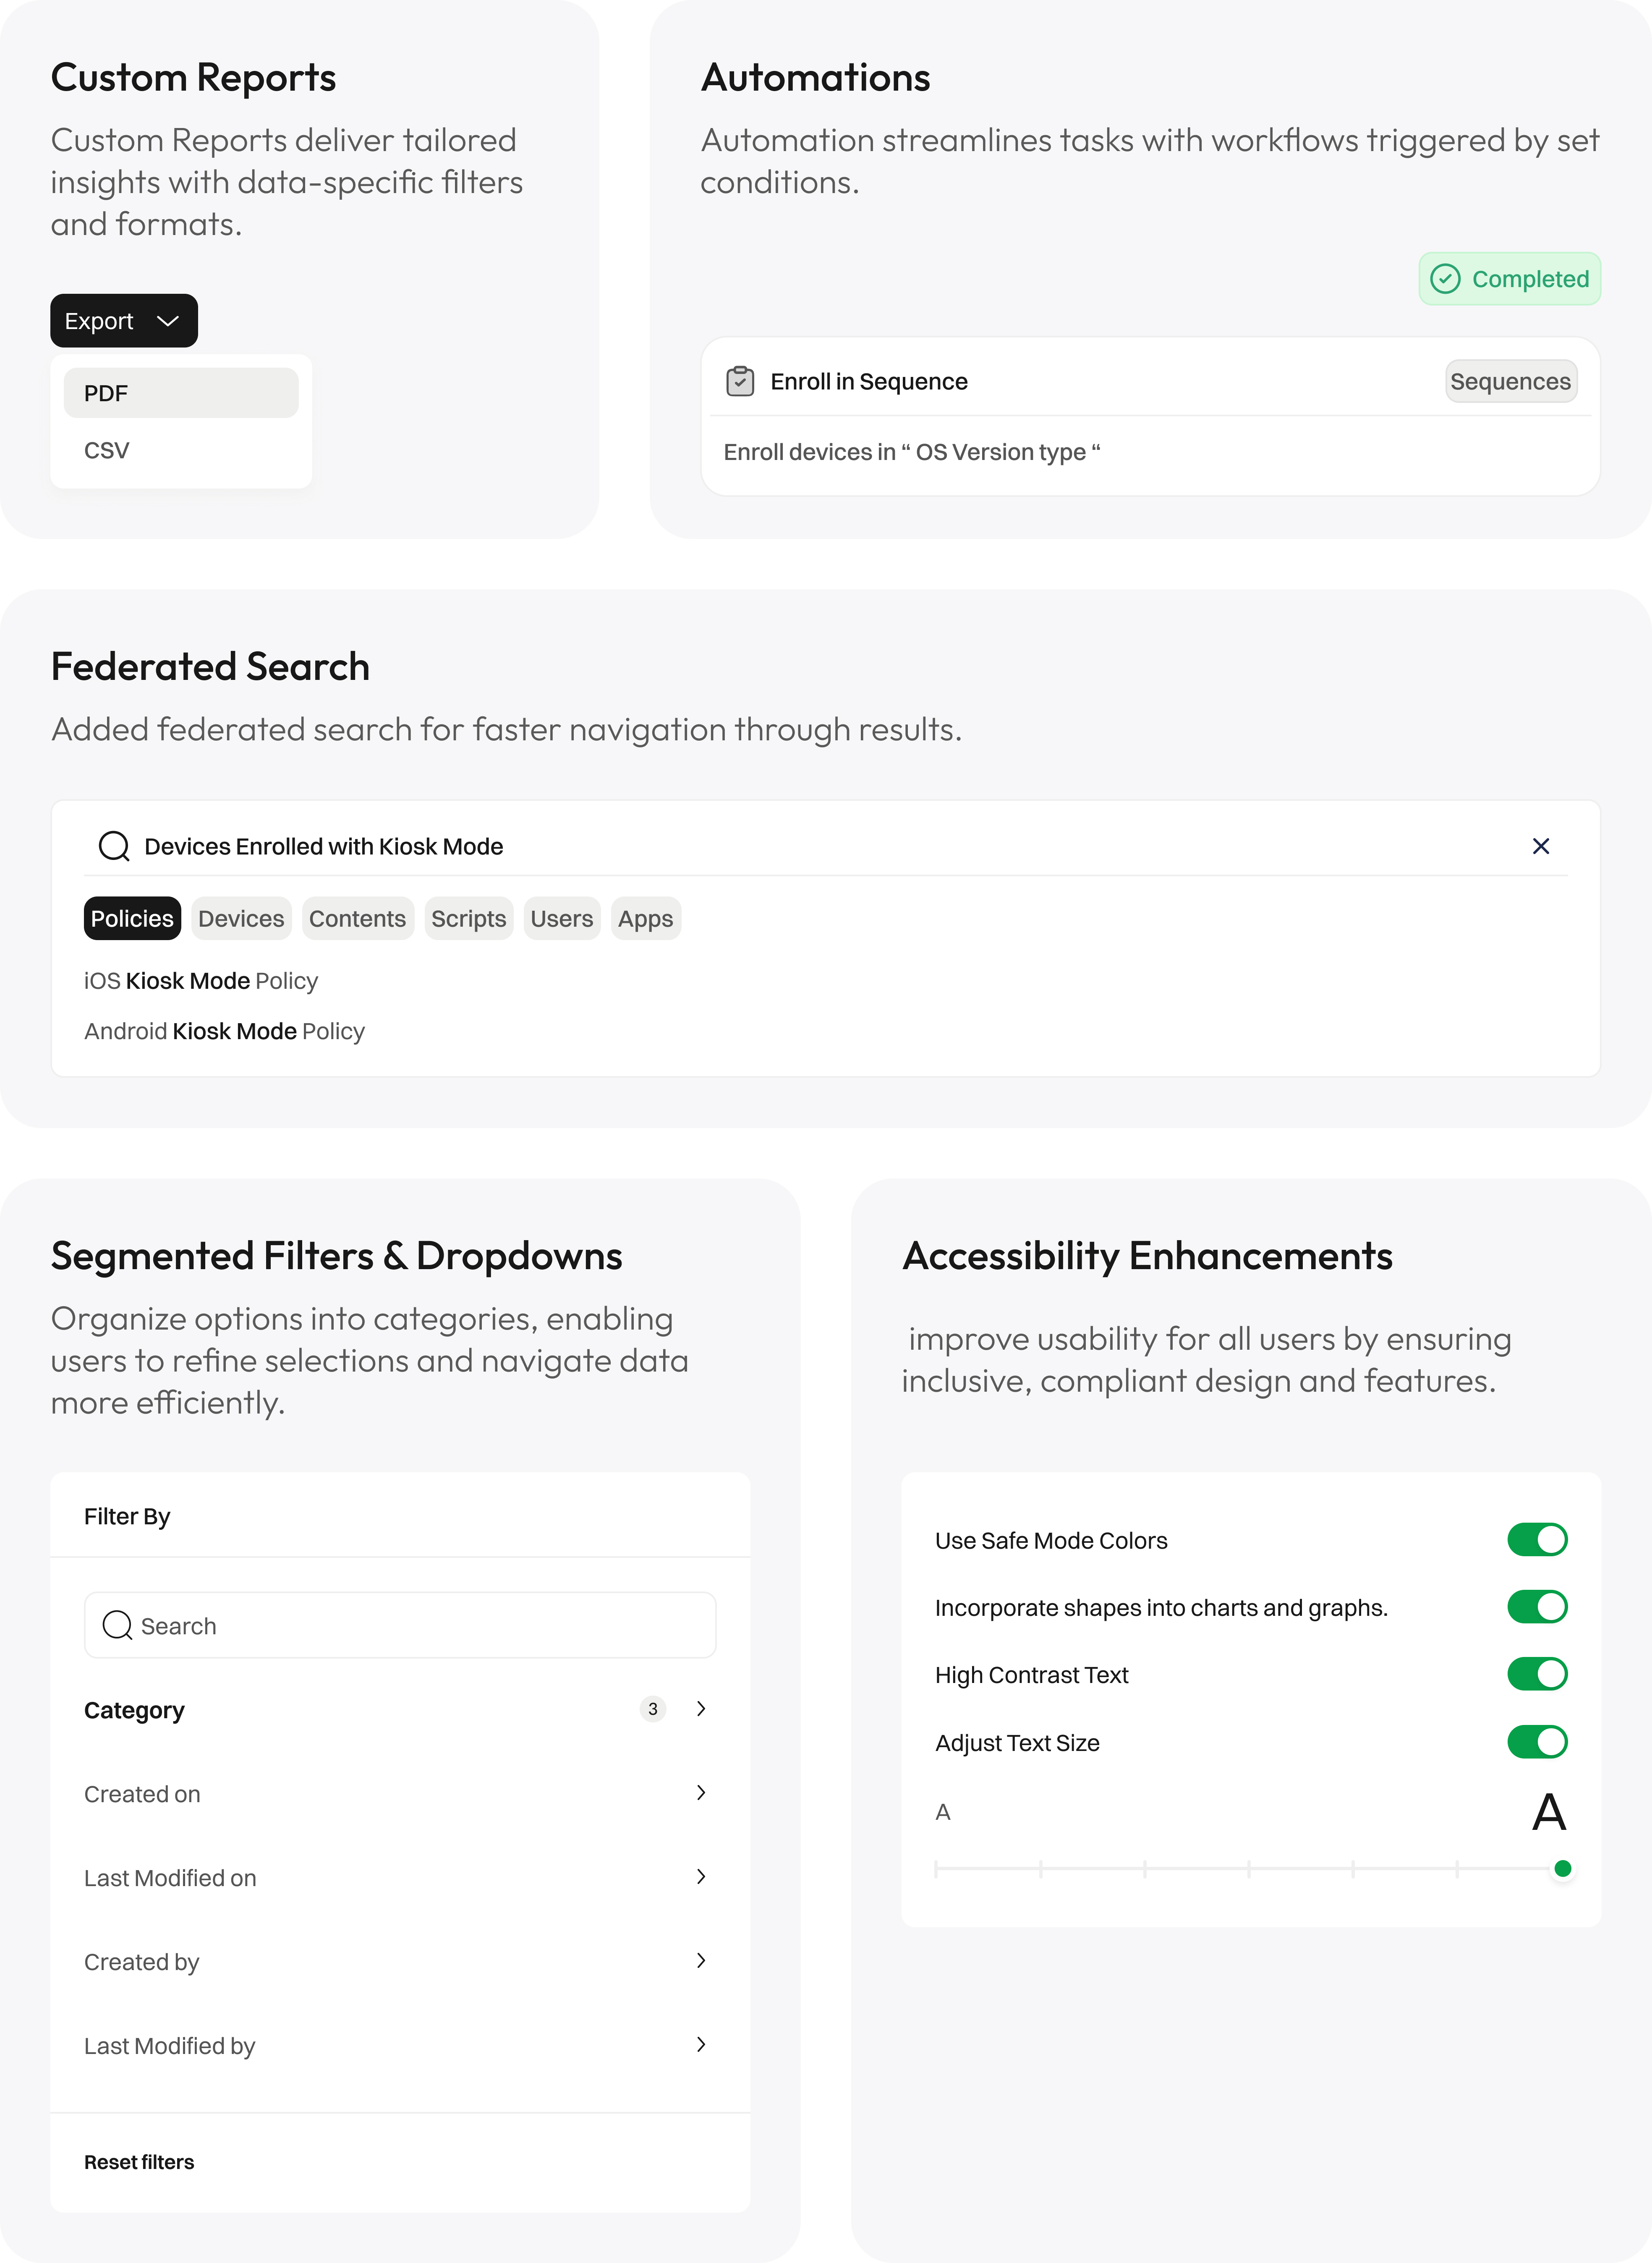 Custom Reports
Custom Reports deliver tailored
insights with data-specific filters
and formats.
Export
PDF
CSV
Automations
Automation streamlines tasks with workflows triggered by set
conditions.
Completed
Enroll in Sequence
Sequences
Enroll devices in “ OS Version type “
Federated Search
Added federated search for faster navigation through results.
Devices Enrolled with Kiosk Mode
Policies Devices Contents Scripts Users Apps
iOS Kiosk Mode Policy
Android Kiosk Mode Policy
Segmented Filters & Dropdowns
Organize options into categories, enabling
users to refine selections and navigate data
more efficiently.
Filter By
Search
Category 3
Created on
Last Modified on
Created by
Last Modified by
Reset filters
Accessibility Enhancements
improve usability for all users by ensuring
inclusive, compliant design and features.
Use Safe Mode Colors
Incorporate shapes into charts and graphs.
High Contrast Text
Adjust Text Size
A A